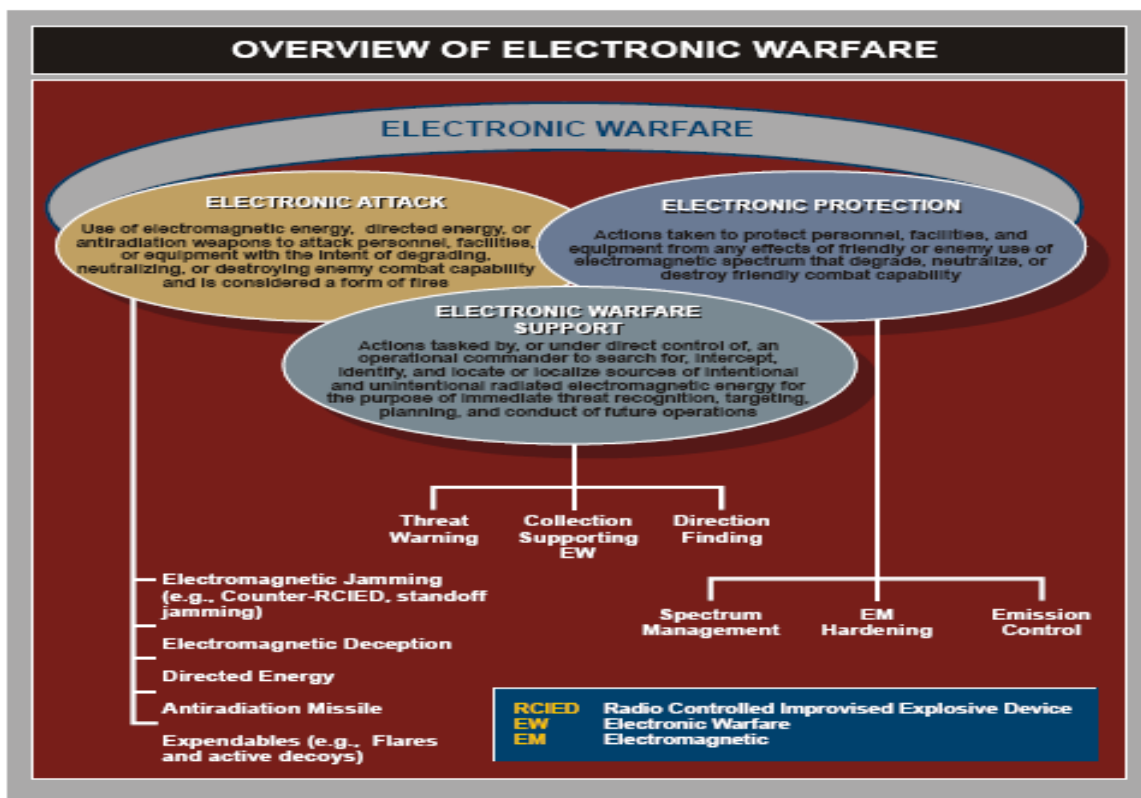 OVERVIEW OF ELECTRONIC WARFARE
ELECTRONIC WARFARE
ELECTRONIC ATTACK
Use of electromagnetic energy, directed energy, or
antiradiation weapons to attack personnel, facilities,
or equipment with the intent of degrading,
neutralizing, or destroying enemy combat capability
and is considered a form of fires
ELECTRONIC PROTECTION
Actions taken to protect personnel, facilities, and
equipment from any effects of friendly or enemy use of
electromagnetic spectrum that degrade, neutralize, or
destroy friendly combat capability
ELECTRONIC WARFARE
SUPPORT
Actions tasked by, or under direct control of, an
operational commander to search for, intercept,
identify, and locate or localize sources of intentional
and unintentional radiated electromagnetic energy for
the purpose of immediate threat recognition, targeting,
planning, and conduct of future operations
Threat
Warning
Collection
Supporting
EW
Direction
Finding
Electromagnetic Jamming
(e.g., Counter-RCIED, standoff
jamming)
Electromagnetic Deception
Directed Energy
Antiradiation Missile
Expendables (e.g., Flares
and active decoys)
Spectrum
Management
EM
Hardening
Emission
Control
RCIED Radio Controlled Improvised Explosive Device
EW Electronic Warfare
EM Electromagnetic